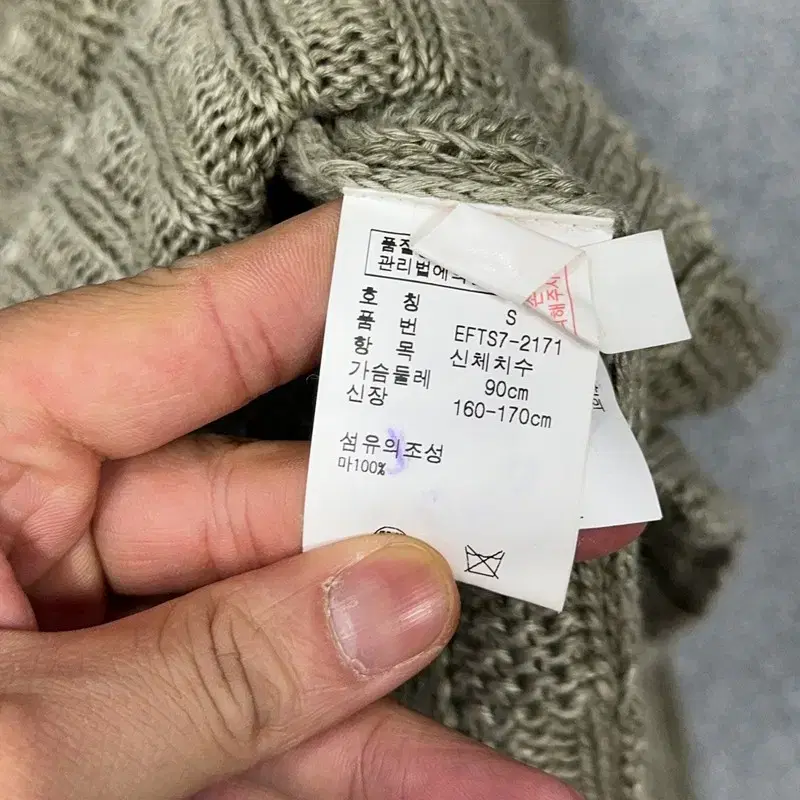 품질
관리법에
호 칭 S
품 번 EFTS7-2171
항 목 신체치수
가슴둘레 90cm
신장 160-170cm
섬유의조성
마100%